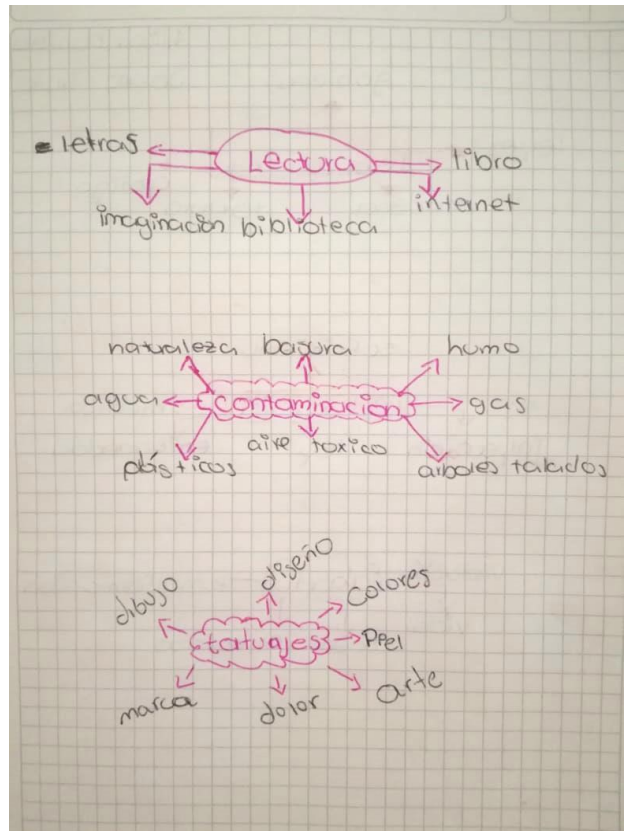 letras Lectura libro
imaginación biblioteca internet
naturaleza basura humo
agua contaminacion gas
plásticos aire toxico arboles talados
dibujo diseño colores
tatuajes Piel
marca dolor arte